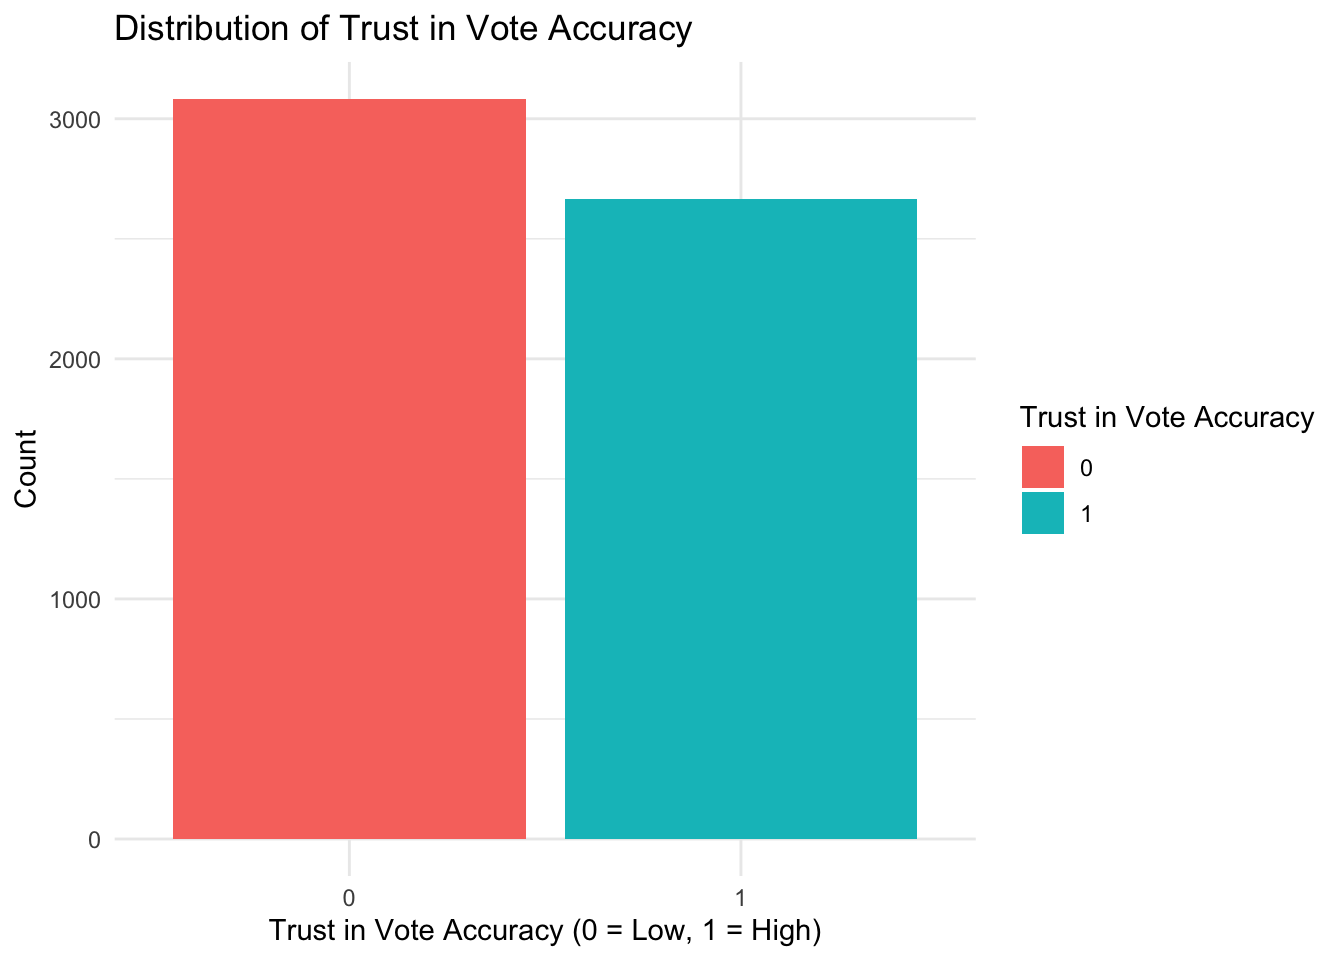 Distribution of Trust in Vote Accuracy
3000
2000
1000
0
Count
0
1
Trust in Vote Accuracy (0 = Low, 1 = High)
Trust in Vote Accuracy
0
1